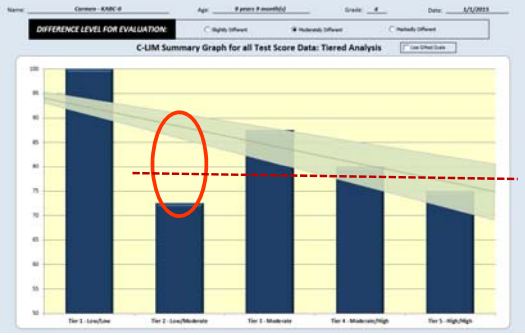 Name: Carmen - KABC-II Age: 9 years 9 month(s) Grade: 4 Date: 1/1/2015
DIFFERENCE LEVEL FOR EVALUATION: Slightly Different Moderately Different Markedly Different
C-LIM Summary Graph for all Test Score Data: Tiered Analysis Use Offset Scale
100
95
90
85
80
75
70
65
60
55
50
Tier 1 - Low/Low Tier 2 - Low/Moderate Tier 3 - Moderate Tier 4 - Moderate/High Tier 5 - High/High